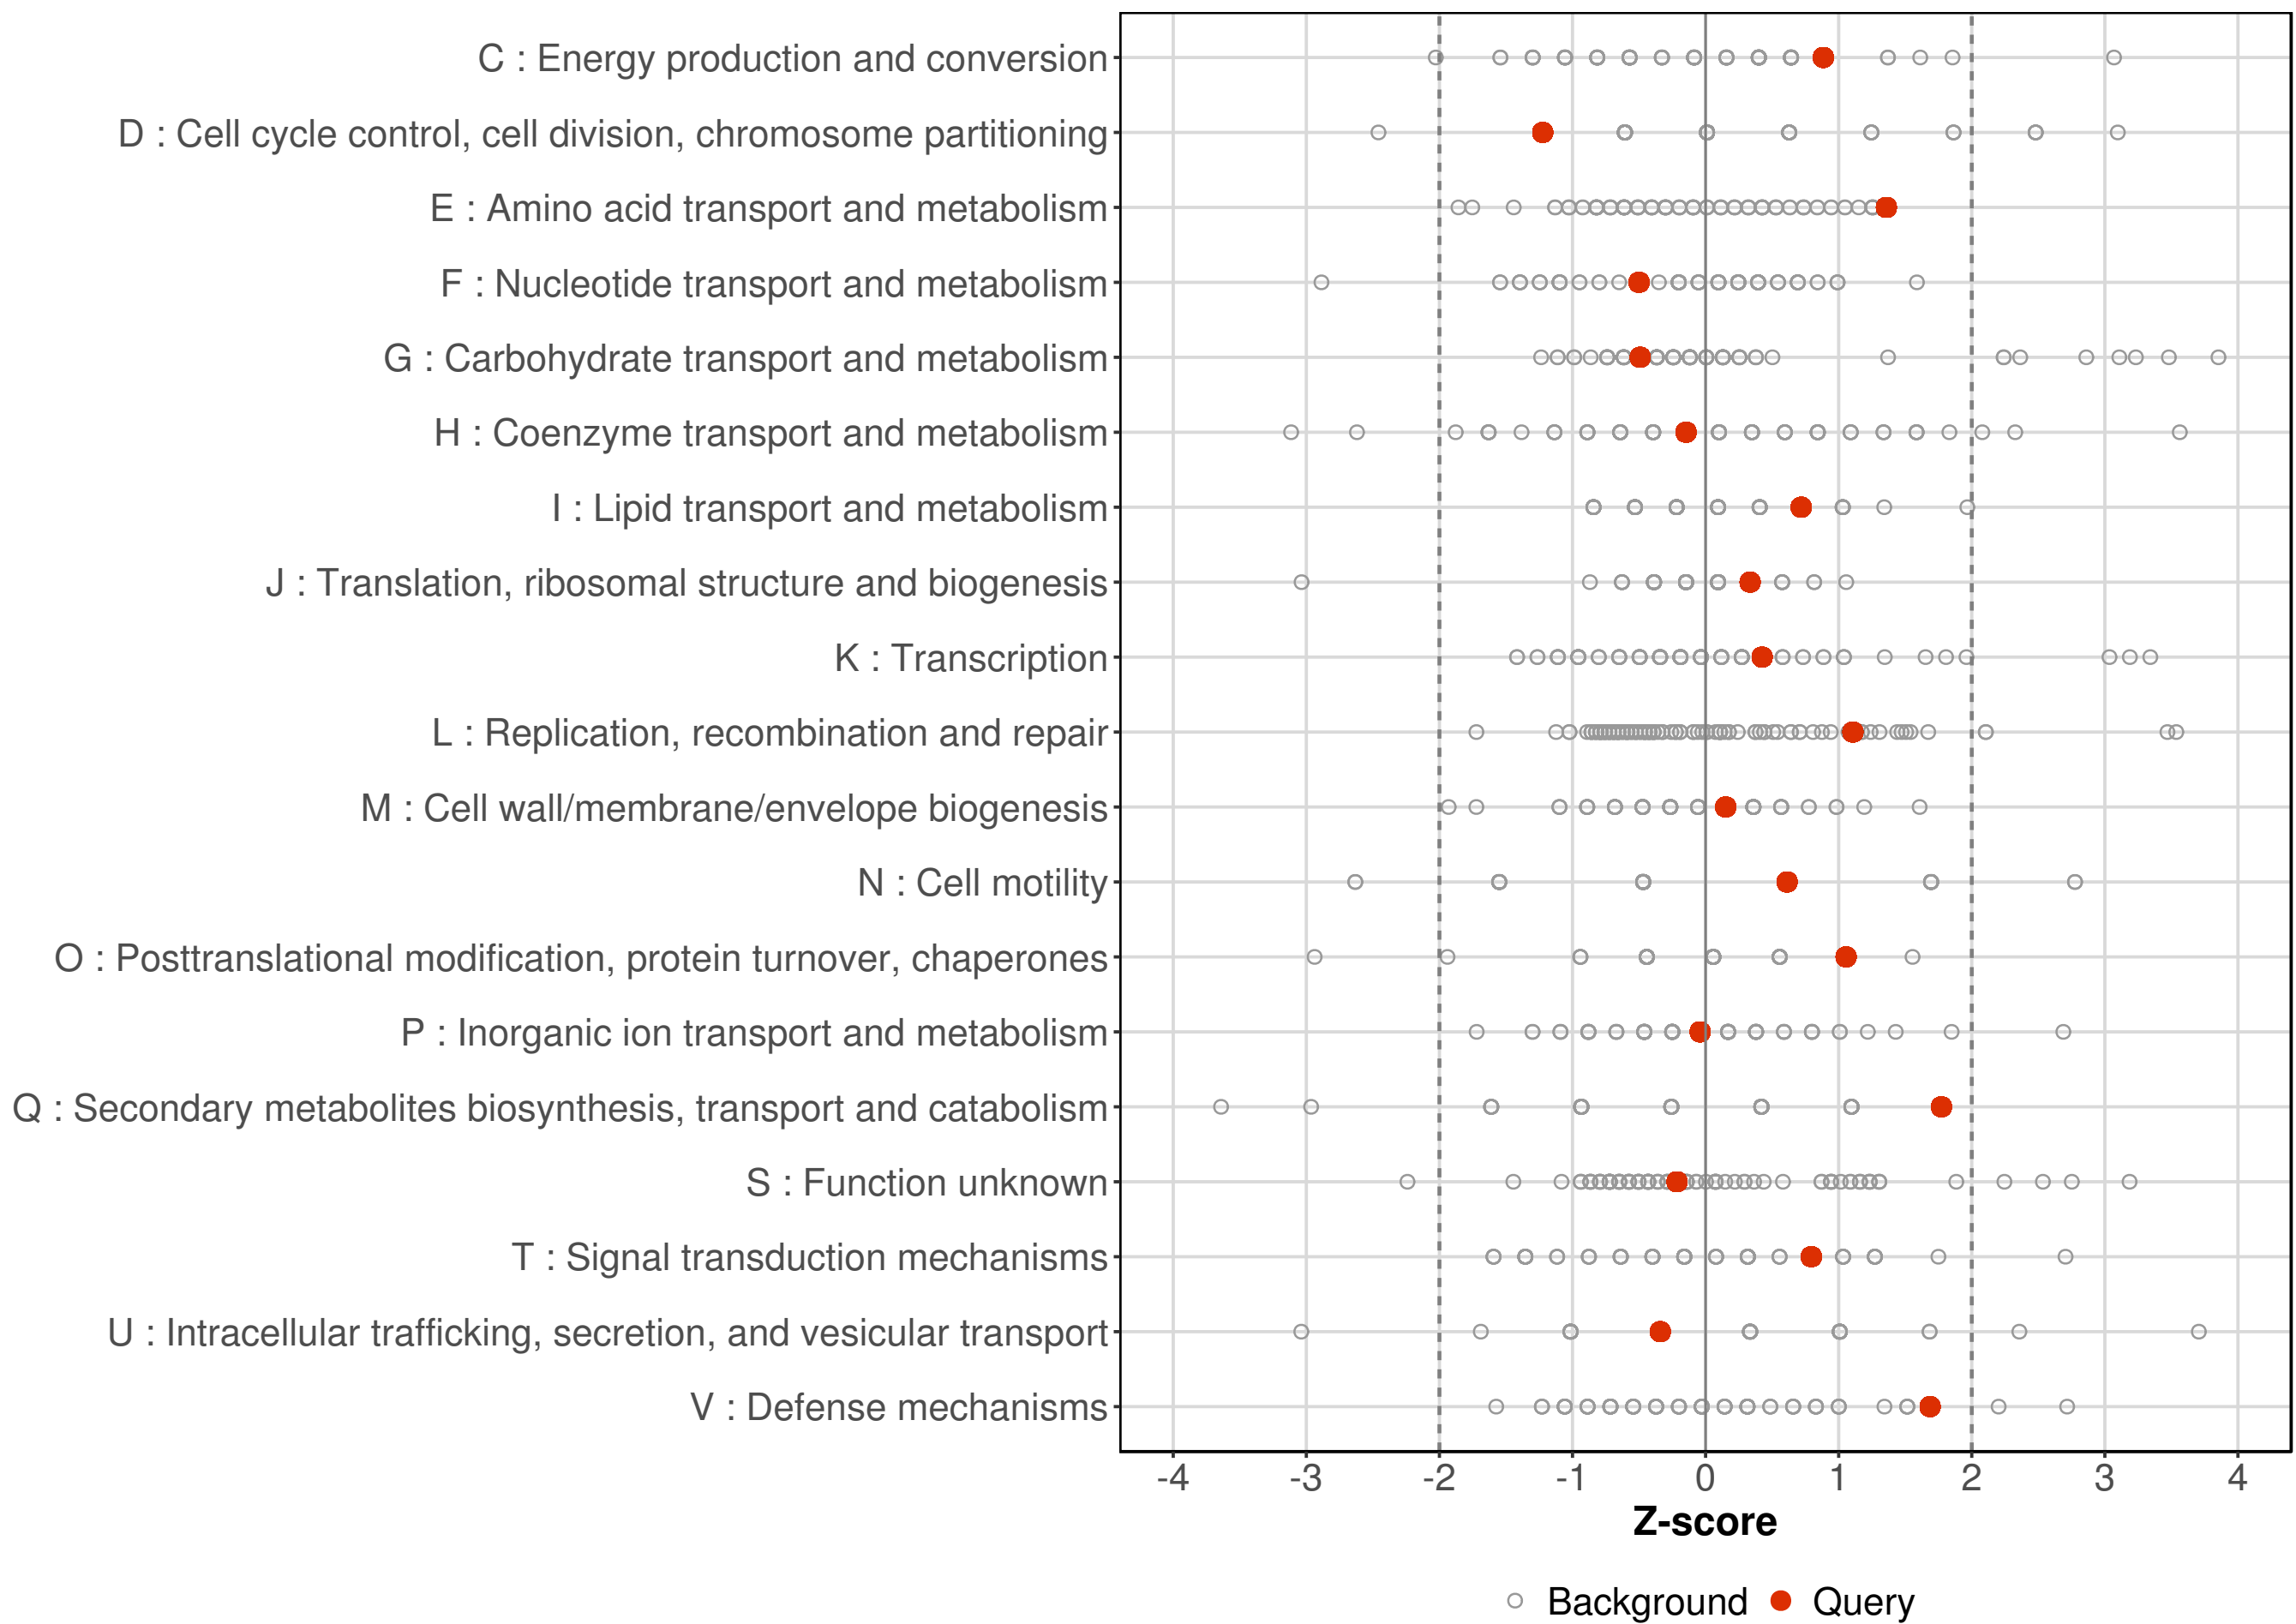 C : Energy production and conversion
D : Cell cycle control, cell division, chromosome partitioning
E : Amino acid transport and metabolism
F : Nucleotide transport and metabolism
G : Carbohydrate transport and metabolism
H : Coenzyme transport and metabolism
I : Lipid transport and metabolism
J : Translation, ribosomal structure and biogenesis
K : Transcription
L : Replication, recombination and repair
M : Cell wall/membrane/envelope biogenesis
N : Cell motility
O : Posttranslational modification, protein turnover, chaperones
P : Inorganic ion transport and metabolism
Q : Secondary metabolites biosynthesis, transport and catabolism
S : Function unknown
T : Signal transduction mechanisms
U : Intracellular trafficking, secretion, and vesicular transport
V : Defense mechanisms
-4 -3 -2 -1 0 1 2 3 4
Z-score
Background Query